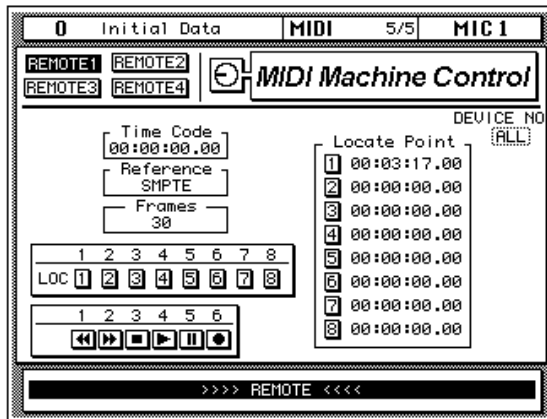 0 Initial Data MIDI 5/5 MIC 1
REMOTE1 REMOTE2
REMOTE3 REMOTE4
MIDI Machine Control
DEVICE NO
ALL
Time Code
00:00:00.00
Reference
SMPTE
Frames
30
1 2 3 4 5 6 7 8
LOC 1 2 3 4 5 6 7 8
1 2 3 4 5 6
Locate Point
1 00:03:17.00
2 00:00:00.00
3 00:00:00.00
4 00:00:00.00
5 00:00:00.00
6 00:00:00.00
7 00:00:00.00
8 00:00:00.00
>>>> REMOTE <<<<